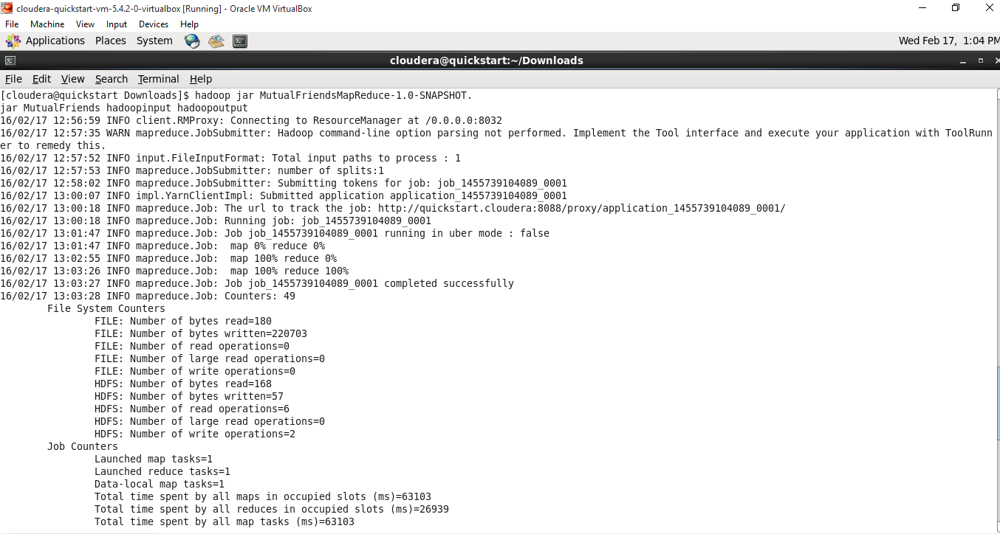 cloudera-quickstart-vm-5.4.2-0-virtualbox [Running] - Oracle VM VirtualBox
File Machine View Input Devices Help
Applications Places System Wed Feb 17, 1:04 PM
cloudera@quickstart:~/Downloads
File Edit View Search Terminal Help
[cloudera@quickstart Downloads]$ hadoop jar MutualFriendsMapReduce-1.0-SNAPSHOT.
jar MutualFriends hadoopinput hadoopoutput
16/02/17 12:56:59 INFO client.RMProxy: Connecting to ResourceManager at /0.0.0.0:8032
16/02/17 12:57:35 WARN mapreduce.JobSubmitter: Hadoop command-line option parsing not performed. Implement the Tool interface and execute your application with ToolRunn
er to remedy this.
16/02/17 12:57:52 INFO input.FileInputFormat: Total input paths to process : 1
16/02/17 12:57:53 INFO mapreduce.JobSubmitter: number of splits:1
16/02/17 12:58:02 INFO mapreduce.JobSubmitter: Submitting tokens for job: job_1455739104089_0001
16/02/17 13:00:07 INFO impl.YarnClientImpl: Submitted application application_1455739104089_0001
16/02/17 13:00:18 INFO mapreduce.Job: The url to track the job: http://quickstart.cloudera:8088/proxy/application_1455739104089_0001/
16/02/17 13:00:18 INFO mapreduce.Job: Running job: job_1455739104089_0001
16/02/17 13:01:47 INFO mapreduce.Job: Job job_1455739104089_0001 running in uber mode : false
16/02/17 13:01:47 INFO mapreduce.Job:  map 0% reduce 0%
16/02/17 13:02:55 INFO mapreduce.Job:  map 100% reduce 0%
16/02/17 13:03:26 INFO mapreduce.Job:  map 100% reduce 100%
16/02/17 13:03:27 INFO mapreduce.Job: Job job_1455739104089_0001 completed successfully
16/02/17 13:03:28 INFO mapreduce.Job: Counters: 49
File System Counters
FILE: Number of bytes read=180
FILE: Number of bytes written=220703
FILE: Number of read operations=0
FILE: Number of large read operations=0
FILE: Number of write operations=0
HDFS: Number of bytes read=168
HDFS: Number of bytes written=57
HDFS: Number of read operations=6
HDFS: Number of large read operations=0
HDFS: Number of write operations=2
Job Counters
Launched map tasks=1
Launched reduce tasks=1
Data-local map tasks=1
Total time spent by all maps in occupied slots (ms)=63103
Total time spent by all reduces in occupied slots (ms)=26939
Total time spent by all map tasks (ms)=63103